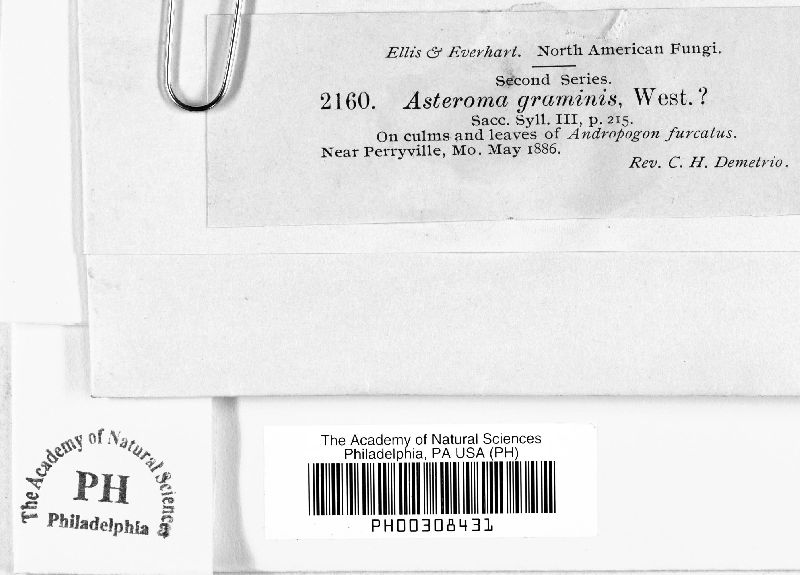 Ellis & Everhart. North American Fungi.
Second Series.
2160. Asteroma graminis, West. ?
Sacc. Syll. III, p. 215.
On culms and leaves of Andropogon furcatus.
Near Perryville, Mo. May 1886.
Rev. C. H. Demetrio.
The Academy of Natural Sciences
PH
Philadelphia
The Academy of Natural Sciences
Philadelphia, PA USA (PH)
PH00308431